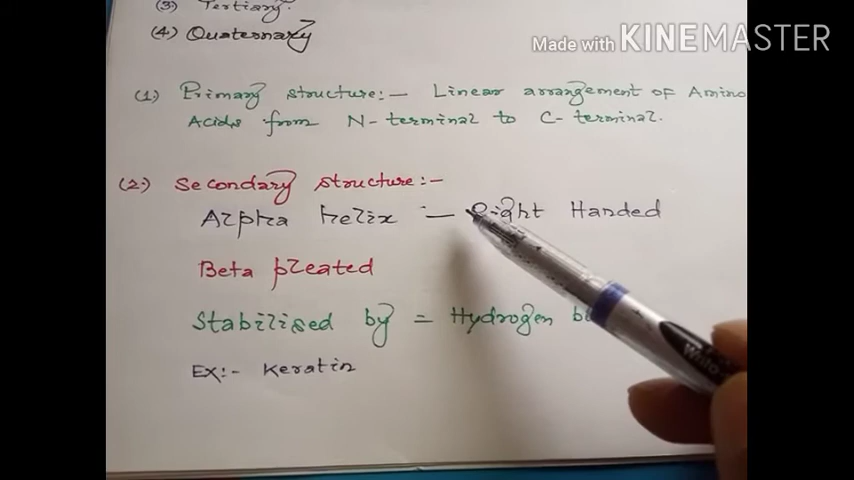 (3) Tertiary.
(4) Quaternary
Made with KINEMASTER
(1) Primary structure:- Linear arrangement of Amino
Acids from N-terminal to C-terminal.
(2.) Secondary structure:-
Alpha helix - Right Handed
Beta pleated
Stabilised by = Hydrogen
Ex:- Keratin